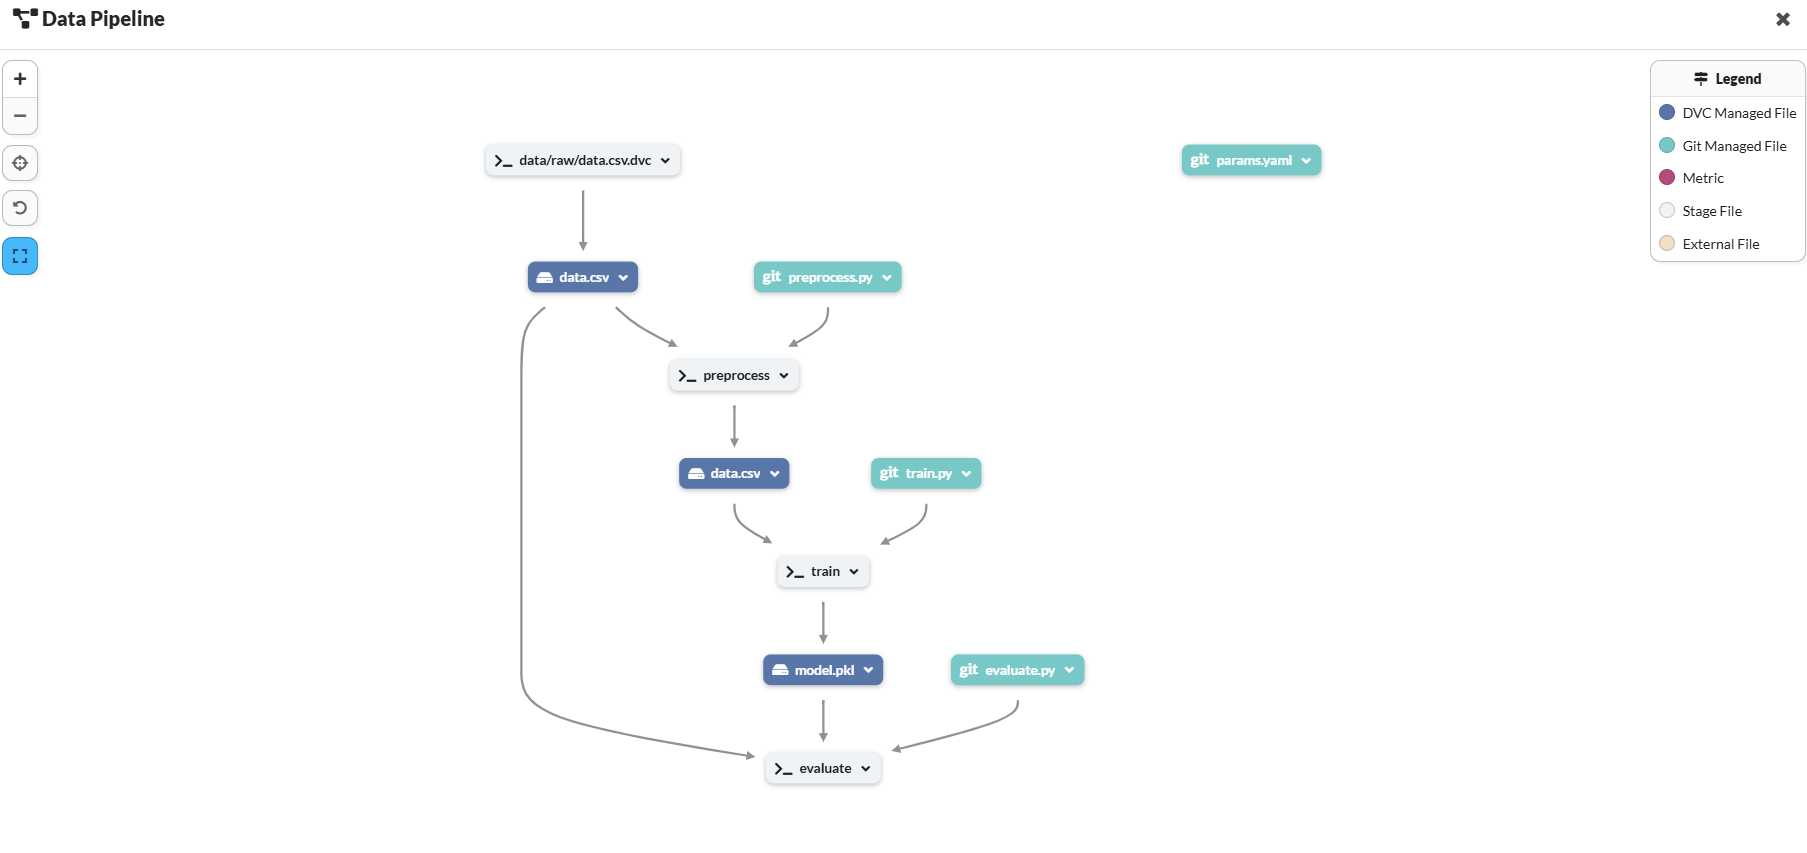 Data Pipeline
Legend
DVC Managed File
Git Managed File
Metric
Stage File
External File
data/raw/data.csv.dvc
git params.yaml
data.csv
git preprocess.py
preprocess
data.csv
git train.py
train
model.pkl
git evaluate.py
evaluate